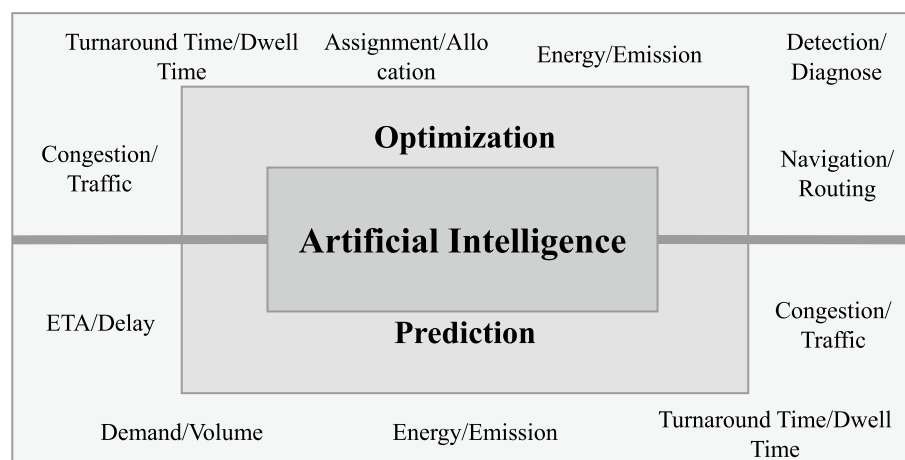 Turnaround Time/Dwell
Time
Assignment/Allo
cation
Energy/Emission
Detection/
Diagnose
Optimization
Congestion/
Traffic
Navigation/
Routing
Artificial Intelligence
ETA/Delay
Prediction
Congestion/
Traffic
Demand/Volume
Energy/Emission
Turnaround Time/Dwell
Time